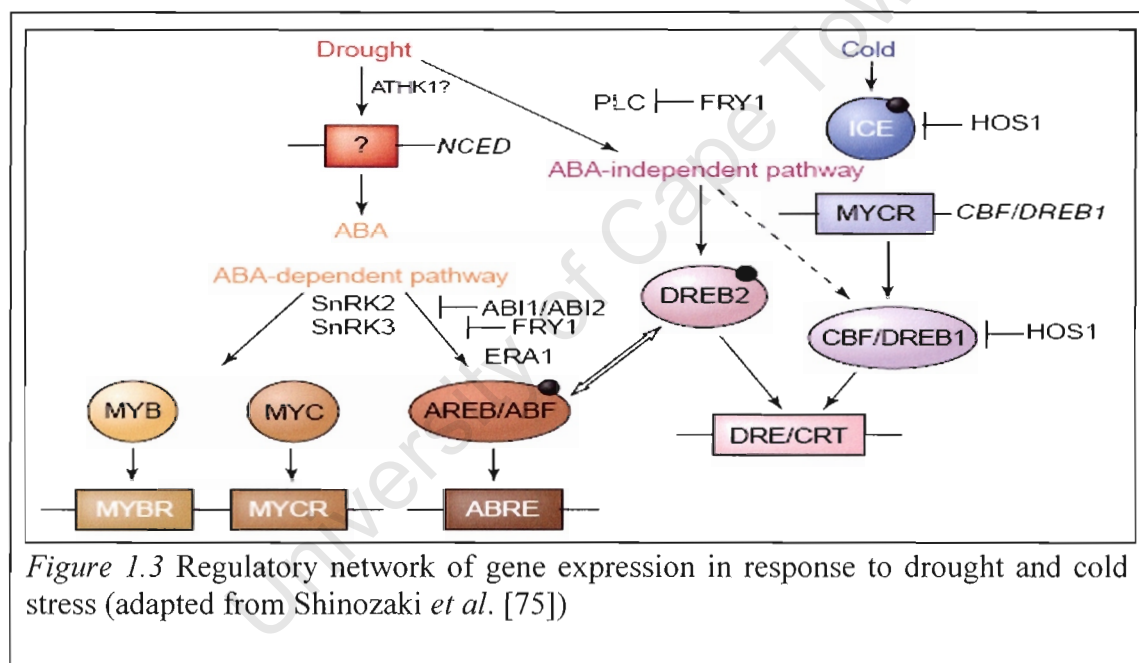 Drought
Cold
ATHK1?
PLC
FRY1
ICE
HOS1
?
NCED
ABA-independent pathway
MYCR
CBF/DREB1
ABA
ABA-dependent pathway
SnRK2
SnRK3
ABI1/ABI2
FRY1
ERA1
DREB2
CBF/DREB1
HOS1
MYB
MYC
AREB/ABF
DRE/CRT
MYBR
MYCR
ABRE
Figure 1.3 Regulatory network of gene expression in response to drought and cold
stress (adapted from Shinozaki et al. [75])
University of Cape Tow